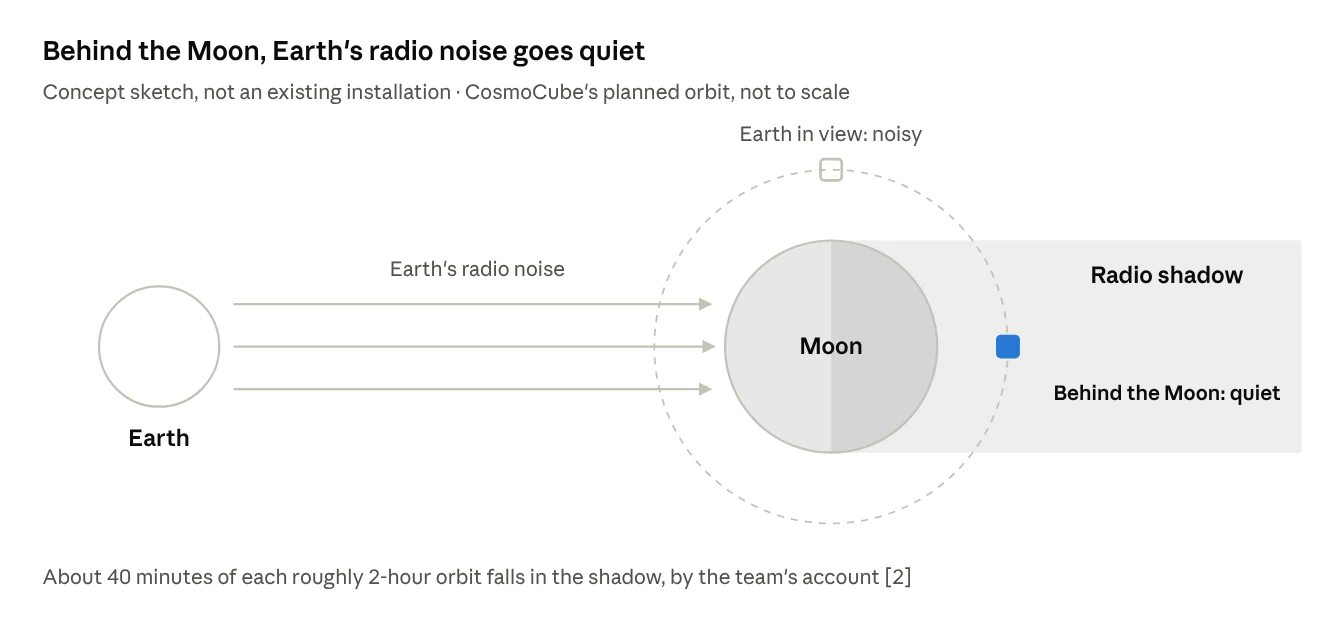 Behind the Moon, Earth's radio noise goes quiet
Concept sketch, not an existing installation · CosmoCube's planned orbit, not to scale
Earth in view: noisy
Earth's radio noise
Radio shadow
Moon
Behind the Moon: quiet
Earth
About 40 minutes of each roughly 2-hour orbit falls in the shadow, by the team's account [2]